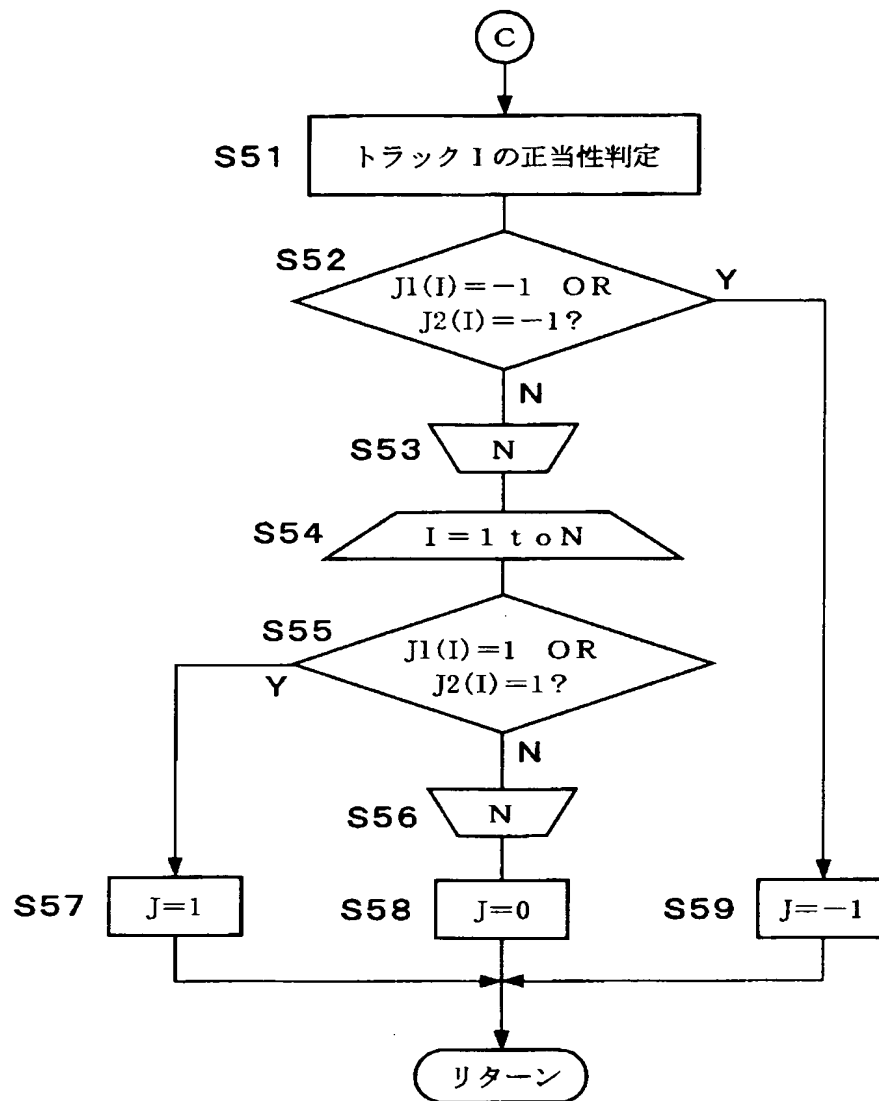 C
S51
トラック I の正当性判定
S52
J1(I)=−1 OR
J2(I)=−1?
Y
N
S53
N
S54
I=1 to N
S55
J1(I)=1 OR
J2(I)=1?
Y
N
S56
N
S57
J=1
S58
J=0
S59
J=−1
リターン